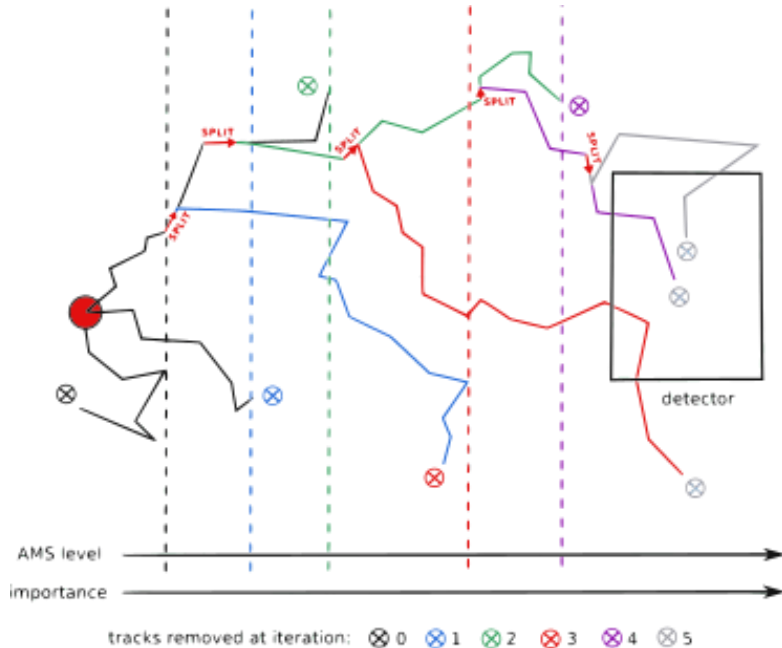 SPLIT
SPLIT
SPLIT
SPLIT
SPLIT
detector
AMS level
importance
tracks removed at iteration: 0 1 2 3 4 5